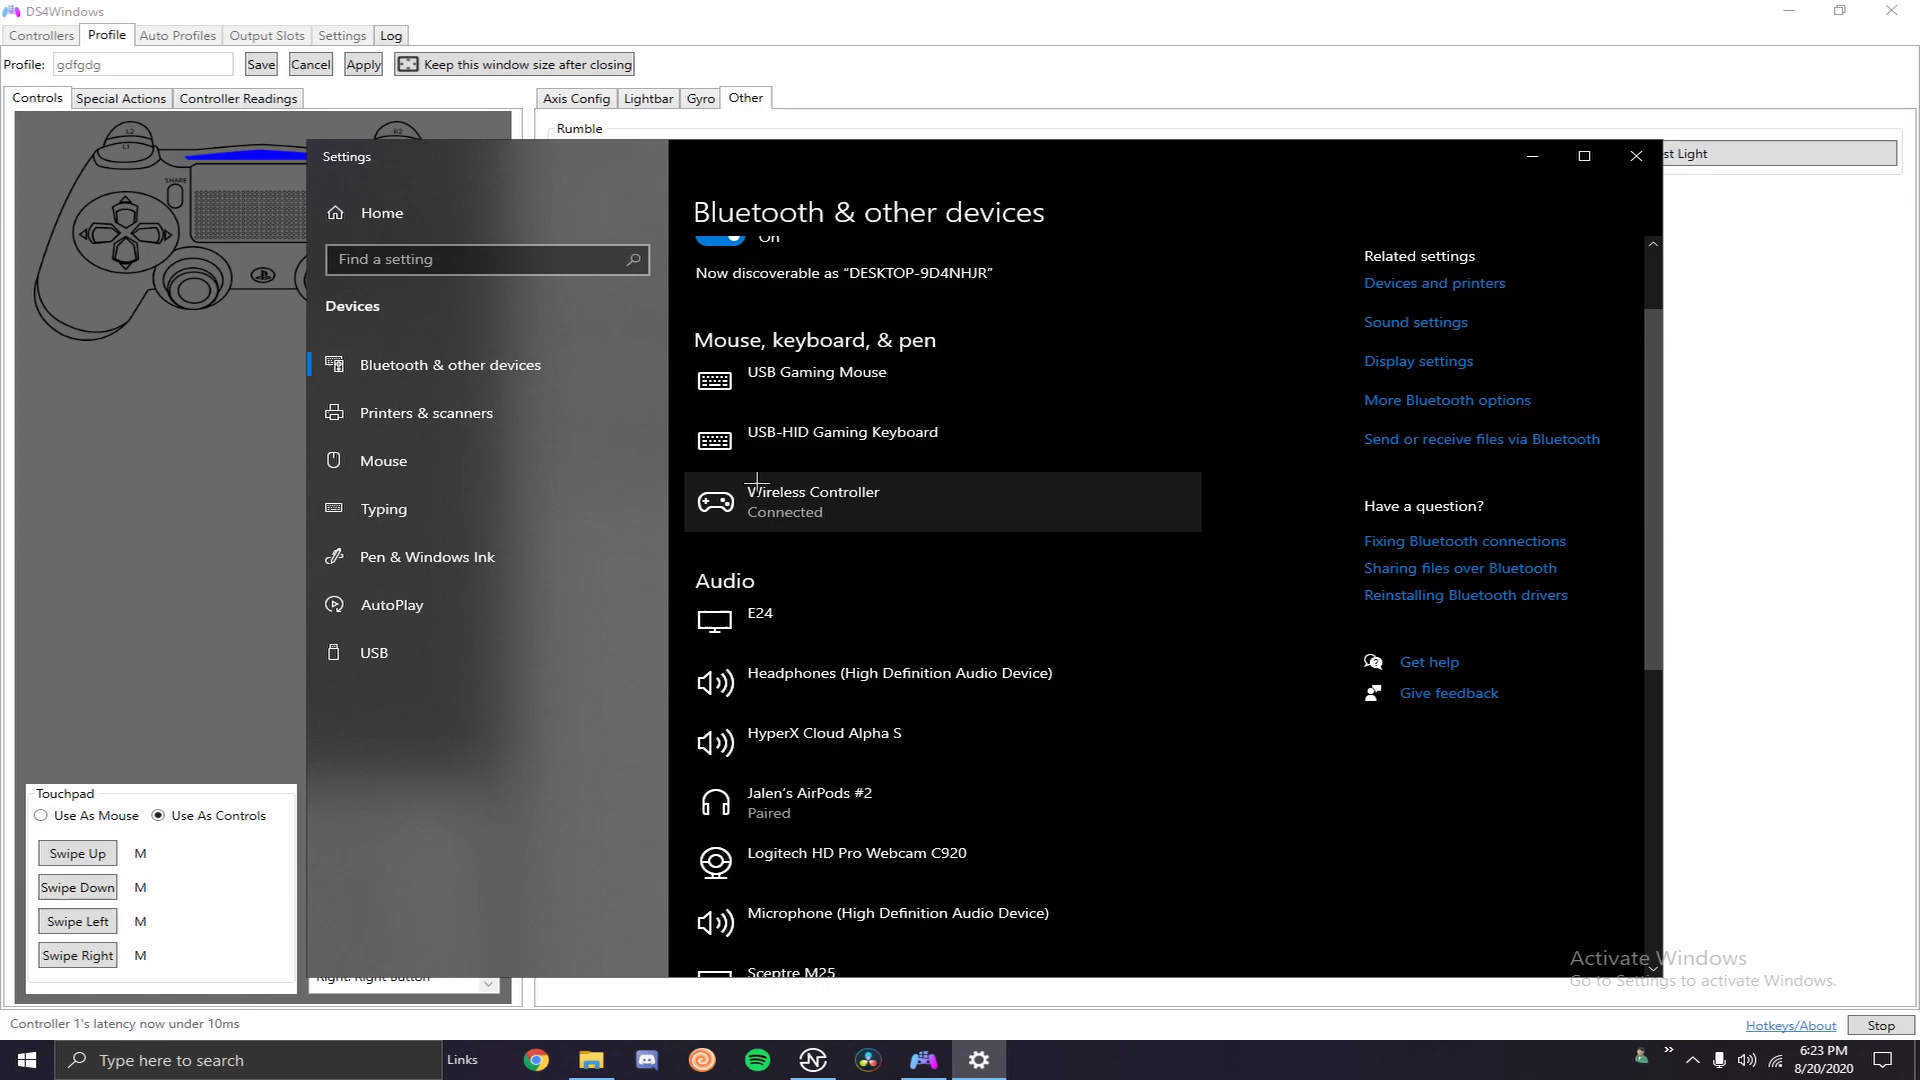 DS4Windows
Controllers Profile Auto Profiles Output Slots Settings Log
Profile: gdfgdg Save Cancel Apply Keep this window size after closing
Controls Special Actions Controller Readings
Axis Config Lightbar Gyro Other
Rumble
L2
L1
R2
SHARE
st Light
Settings
Home
Find a setting
Devices
Bluetooth & other devices
Printers & scanners
Mouse
Typing
Pen & Windows Ink
AutoPlay
USB
Bluetooth & other devices
On
Now discoverable as “DESKTOP-9D4NHJR”
Mouse, keyboard, & pen
USB Gaming Mouse
USB-HID Gaming Keyboard
Wireless Controller
Connected
Audio
E24
Headphones (High Definition Audio Device)
HyperX Cloud Alpha S
Jalen’s AirPods #2
Paired
Logitech HD Pro Webcam C920
Microphone (High Definition Audio Device)
Sceptre M25
Related settings
Devices and printers
Sound settings
Display settings
More Bluetooth options
Send or receive files via Bluetooth
Have a question?
Fixing Bluetooth connections
Sharing files over Bluetooth
Reinstalling Bluetooth drivers
Get help
Give feedback
Touchpad
Use As Mouse Use As Controls
Swipe Up M
Swipe Down M
Swipe Left M
Swipe Right M
Right: Right Button
Activate Windows
Go to Settings to activate Windows.
Controller 1's latency now under 10ms
Hotkeys/About Stop
Type here to search
Links
6:23 PM
8/20/2020